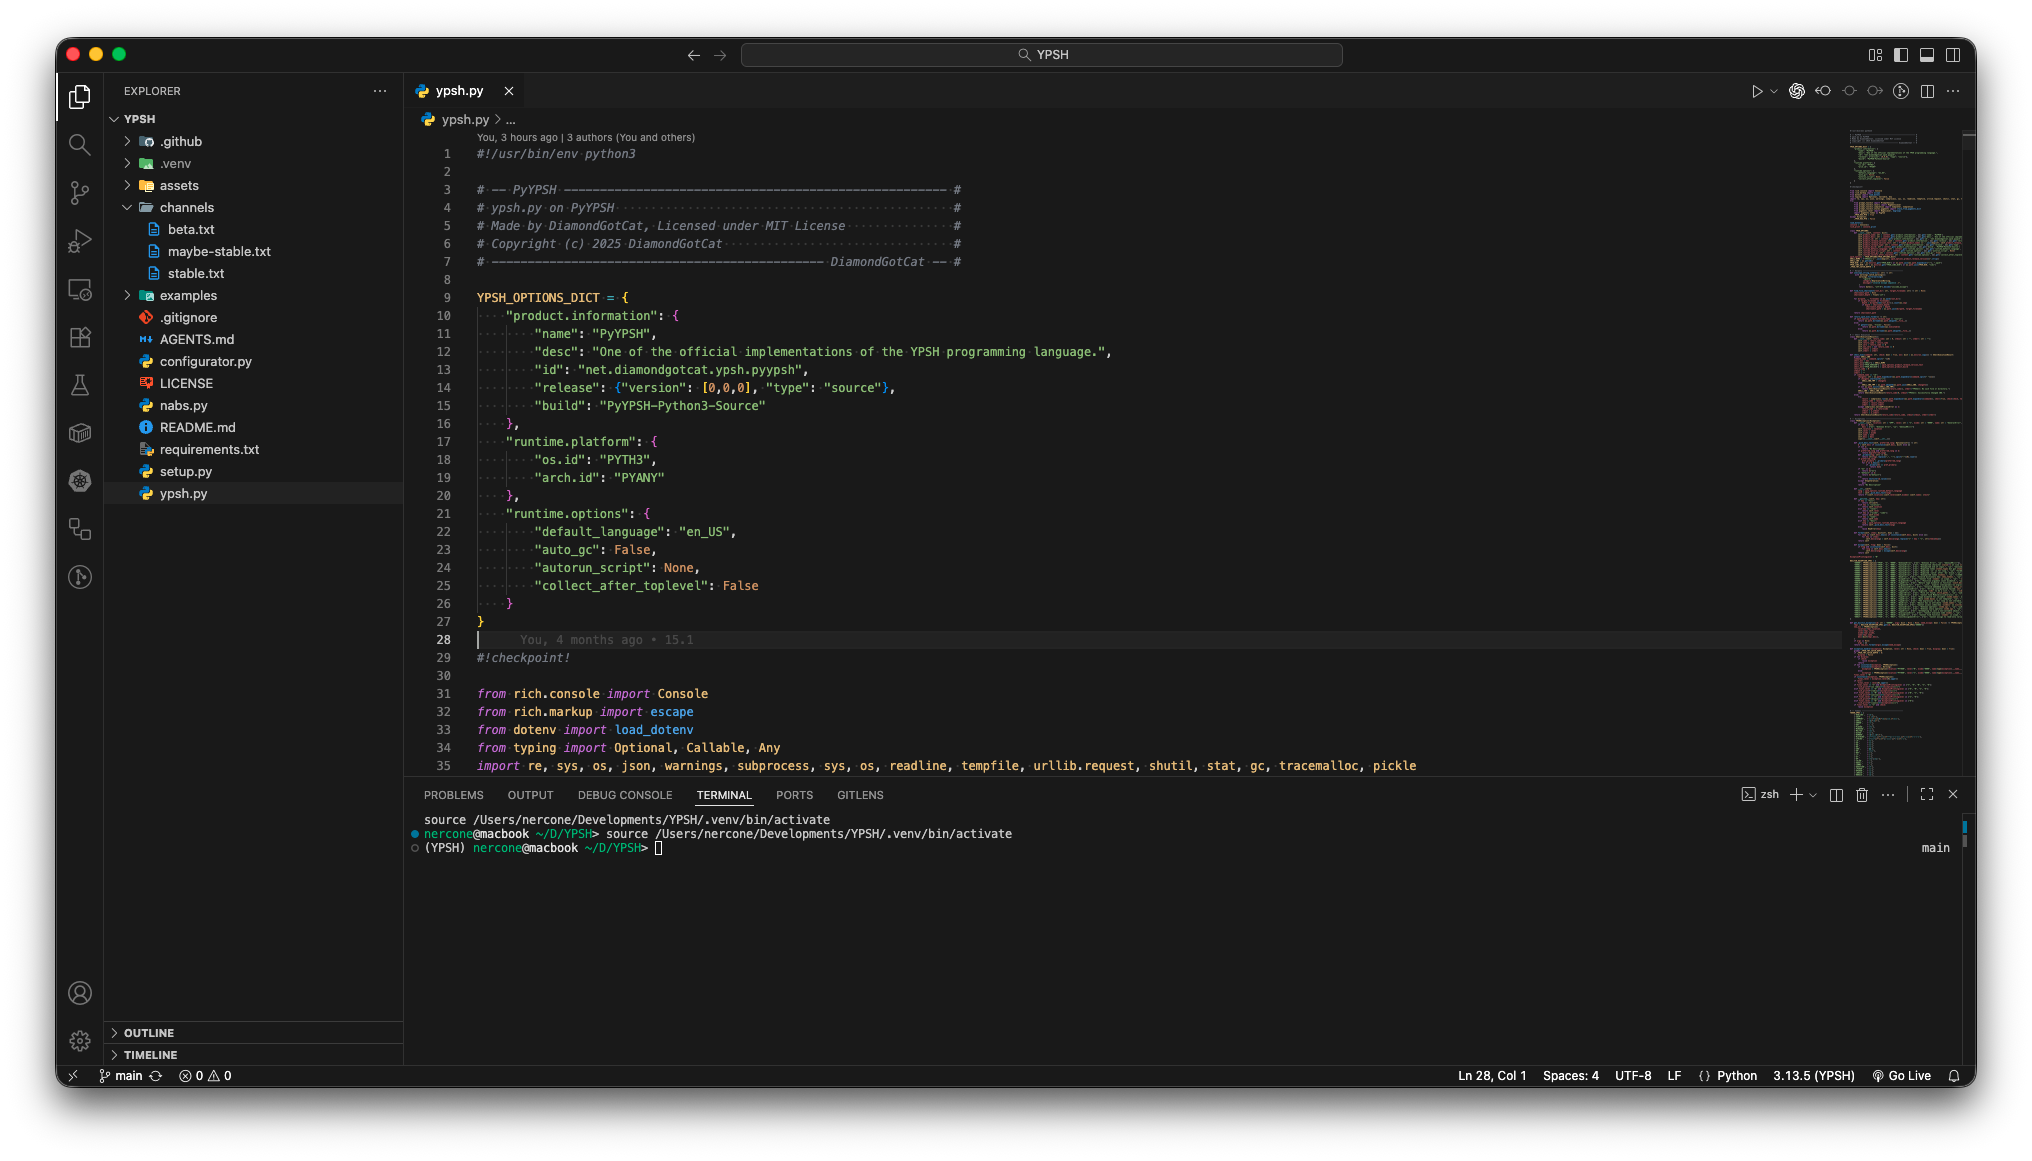 YPSH
EXPLORER
YPSH
.github
.venv
assets
channels
beta.txt
maybe-stable.txt
stable.txt
examples
.gitignore
AGENTS.md
configurator.py
LICENSE
nabs.py
README.md
requirements.txt
setup.py
ypsh.py
OUTLINE
TIMELINE
ypsh.py
ypsh.py > ...
You, 3 hours ago | 3 authors (You and others)
1 #!/usr/bin/env python3
2
3 # —— PyYPSH ————————————————————————————————————————————————————— #
4 # ypsh.py on PyYPSH #
5 # Made by DiamondGotCat, Licensed under MIT License #
6 # Copyright (c) 2025 DiamondGotCat #
7 # —————————————————————————————————————————————— DiamondGotCat —— #
8
9 YPSH_OPTIONS_DICT = {
10 "product.information": {
11 "name": "PyYPSH",
12 "desc": "One of the official implementations of the YPSH programming language.",
13 "id": "net.diamondgotcat.ypsh.pyypsh",
14 "release": {"version": [0,0,0], "type": "source"},
15 "build": "PyYPSH-Python3-Source"
16 },
17 "runtime.platform": {
18 "os.id": "PYTH3",
19 "arch.id": "PYANY"
20 },
21 "runtime.options": {
22 "default_language": "en_US",
23 "auto_gc": False,
24 "autorun_script": None,
25 "collect_after_toplevel": False
26 }
27 }
28 You, 4 months ago • 15.1
29 #!checkpoint!
30
31 from rich.console import Console
32 from rich.markup import escape
33 from dotenv import load_dotenv
34 from typing import Optional, Callable, Any
35 import re, sys, os, json, warnings, subprocess, sys, os, readline, tempfile, urllib.request, shutil, stat, gc, tracemalloc, pickle
PROBLEMS OUTPUT DEBUG CONSOLE TERMINAL PORTS GITLENS zsh
source /Users/nercone/Developments/YPSH/.venv/bin/activate
nercone@macbook ~/D/YPSH> source /Users/nercone/Developments/YPSH/.venv/bin/activate
(YPSH) nercone@macbook ~/D/YPSH> main
main 0 0 Ln 28, Col 1 Spaces: 4 UTF-8 LF {} Python 3.13.5 (YPSH) Go Live